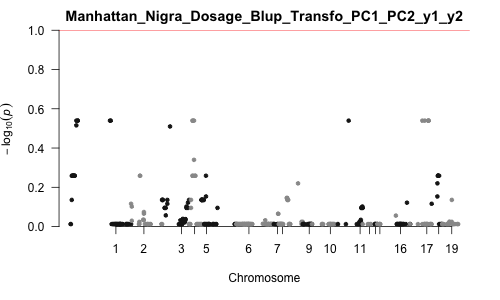 Manhattan_Nigra_Dosage_Blup_Transfo_PC1_PC2_y1_y2
1.0
0.8
0.6
0.4
0.2
0.0
− log10(p)
1 2 3 5 6 7 9 10 11 16 17 19
Chromosome